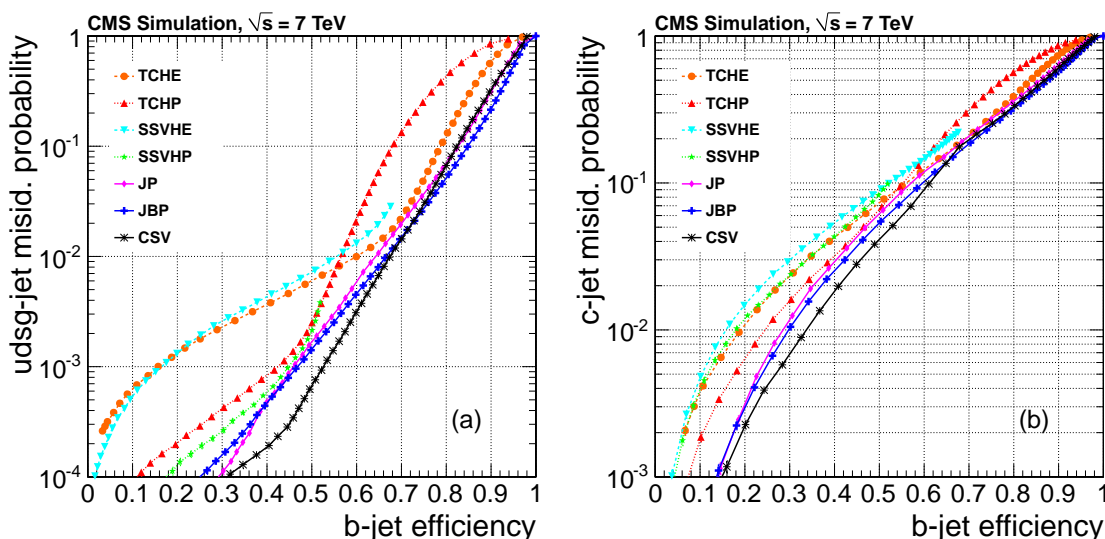 CMS Simulation, √s = 7 TeV
udsg-jet misid. probability
1
10⁻¹
10⁻²
10⁻³
10⁻⁴
TCHE
TCHP
SSVHE
SSVHP
JP
JBP
CSV
(a)
0 0.1 0.2 0.3 0.4 0.5 0.6 0.7 0.8 0.9 1
b-jet efficiency
CMS Simulation, √s = 7 TeV
c-jet misid. probability
1
10⁻¹
10⁻²
10⁻³
TCHE
TCHP
SSVHE
SSVHP
JP
JBP
CSV
(b)
0 0.1 0.2 0.3 0.4 0.5 0.6 0.7 0.8 0.9 1
b-jet efficiency